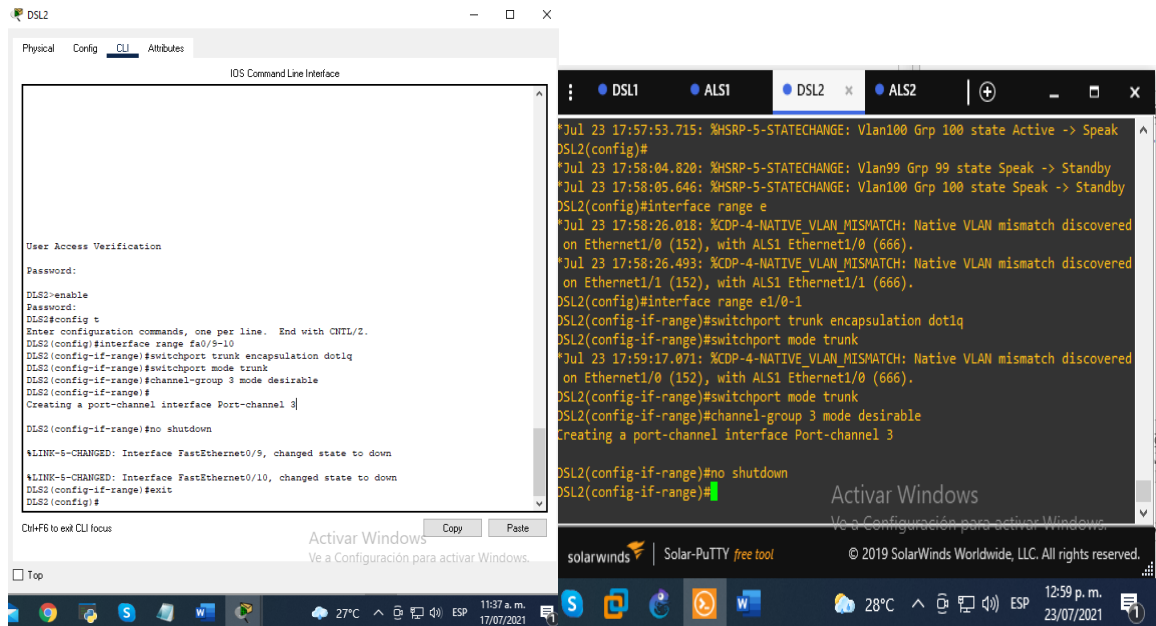 DSL2
Physical Config CLI Attributes
IOS Command Line Interface
User Access Verification
Password:
DLS2>enable
Password:
DLS2#config t
Enter configuration commands, one per line. End with CNTL/Z.
DLS2(config)#interface range fa0/9-10
DLS2(config-if-range)#switchport trunk encapsulation dot1q
DLS2(config-if-range)#switchport mode trunk
DLS2(config-if-range)#channel-group 3 mode desirable
DLS2(config-if-range)#
Creating a port-channel interface Port-channel 3
DLS2(config-if-range)#no shutdown
%LINK-5-CHANGED: Interface FastEthernet0/9, changed state to down
%LINK-5-CHANGED: Interface FastEthernet0/10, changed state to down
DLS2(config-if-range)#exit
DLS2(config)#
Ctrl+F6 to exit CLI focus
Copy Paste
Activar Windows
Ve a Configuración para activar Windows.
Top
27°C ESP 11:37 a. m.
17/07/2021
1
DSL1 ALS1 DSL2 × ALS2
*Jul 23 17:57:53.715: %HSRP-5-STATECHANGE: Vlan100 Grp 100 state Active -> Speak
DSL2(config)#
*Jul 23 17:58:04.820: %HSRP-5-STATECHANGE: Vlan99 Grp 99 state Speak -> Standby
*Jul 23 17:58:05.646: %HSRP-5-STATECHANGE: Vlan100 Grp 100 state Speak -> Standby
DSL2(config)#interface range e
*Jul 23 17:58:26.018: %CDP-4-NATIVE_VLAN_MISMATCH: Native VLAN mismatch discovered
on Ethernet1/0 (152), with ALS1 Ethernet1/0 (666).
*Jul 23 17:58:26.493: %CDP-4-NATIVE_VLAN_MISMATCH: Native VLAN mismatch discovered
on Ethernet1/1 (152), with ALS1 Ethernet1/1 (666).
DSL2(config)#interface range e1/0-1
DSL2(config-if-range)#switchport trunk encapsulation dot1q
DSL2(config-if-range)#switchport mode trunk
*Jul 23 17:59:17.071: %CDP-4-NATIVE_VLAN_MISMATCH: Native VLAN mismatch discovered
on Ethernet1/0 (152), with ALS1 Ethernet1/0 (666).
DSL2(config-if-range)#switchport mode trunk
DSL2(config-if-range)#channel-group 3 mode desirable
Creating a port-channel interface Port-channel 3
DSL2(config-if-range)#no shutdown
DSL2(config-if-range)#
Activar Windows
Ve a Configuración para activar Windows.
solarwinds Solar-PuTTY free tool © 2019 SolarWinds Worldwide, LLC. All rights reserved.
28°C ESP 12:59 p. m.
23/07/2021
1